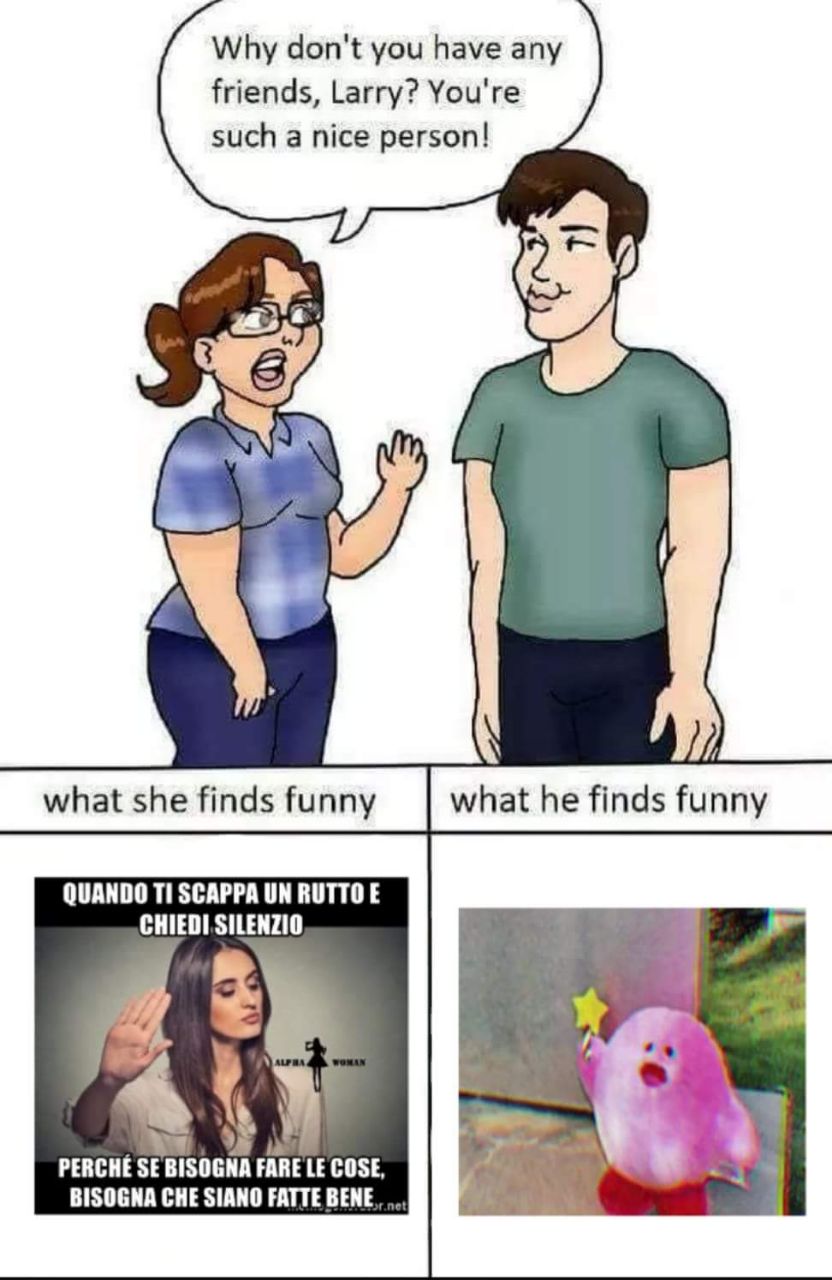 Why don't you have any
friends, Larry? You're
such a nice person!
what she finds funny
what he finds funny
QUANDO TI SCAPPA UN RUTTO E
CHIEDI SILENZIO
ALPHA WOMAN
PERCHÉ SE BISOGNA FARE LE COSE,
BISOGNA CHE SIANO FATTE BENE